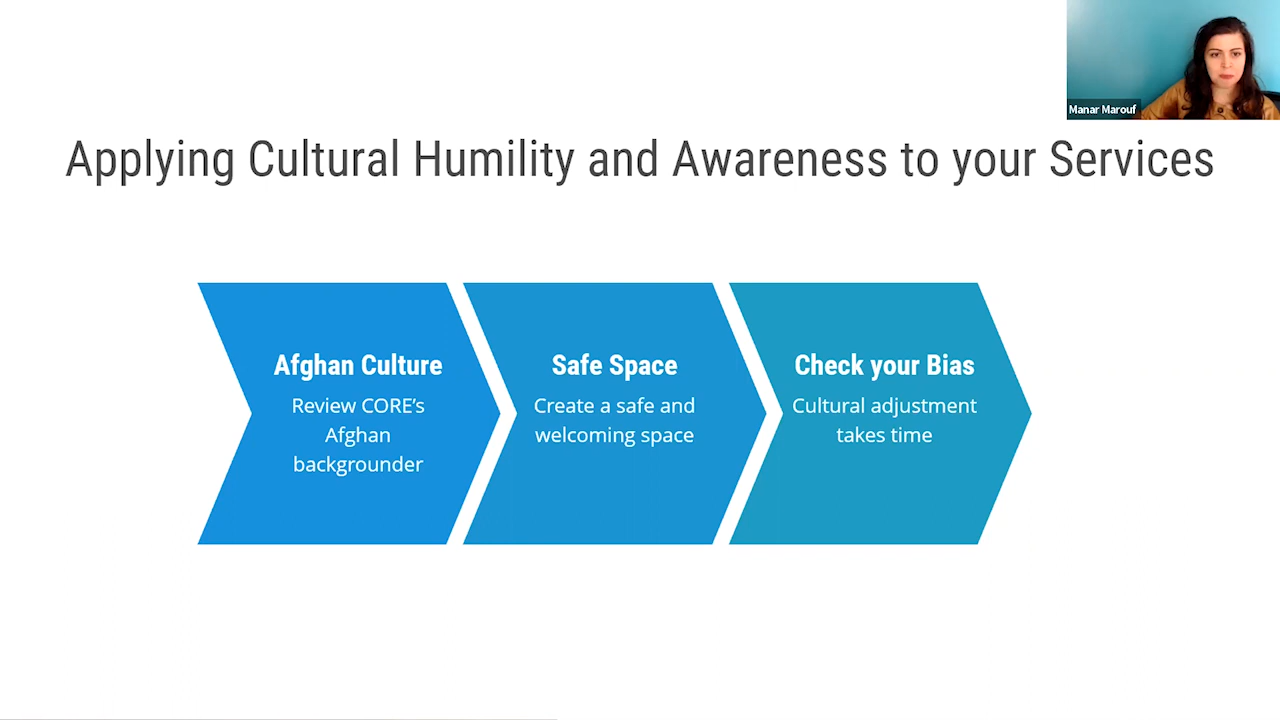 Manar Marouf
Applying Cultural Humility and Awareness to your Services
Afghan Culture
Review CORE's
Afghan
backgrounder
Safe Space
Create a safe and
welcoming space
Check your Bias
Cultural adjustment
takes time